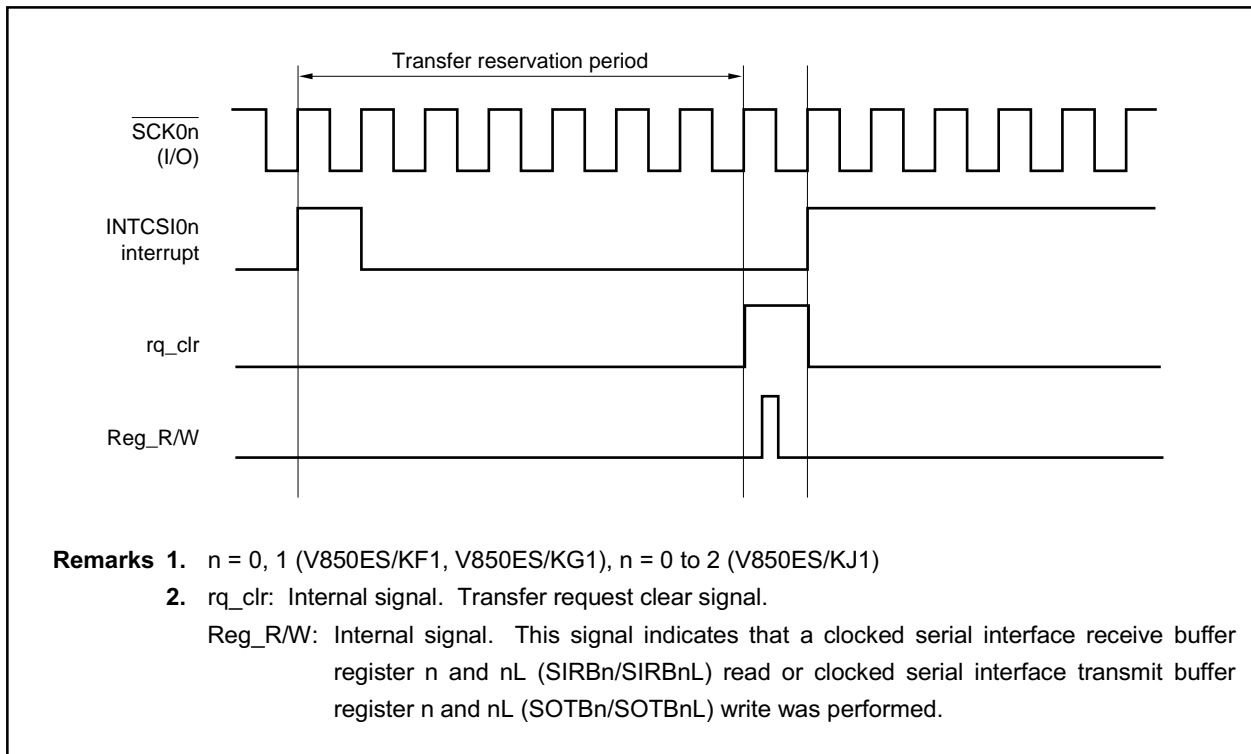 Transfer reservation period
SCK0n
(I/O)
INTCSI0n
interrupt
rq_clr
Reg_R/W
Remarks 1. n = 0, 1 (V850ES/KF1, V850ES/KG1), n = 0 to 2 (V850ES/KJ1)
2. rq_clr: Internal signal. Transfer request clear signal.
Reg_R/W: Internal signal. This signal indicates that a clocked serial interface receive buffer
register n and nL (SIRBn/SIRBnL) read or clocked serial interface transmit buffer
register n and nL (SOTBn/SOTBnL) write was performed.